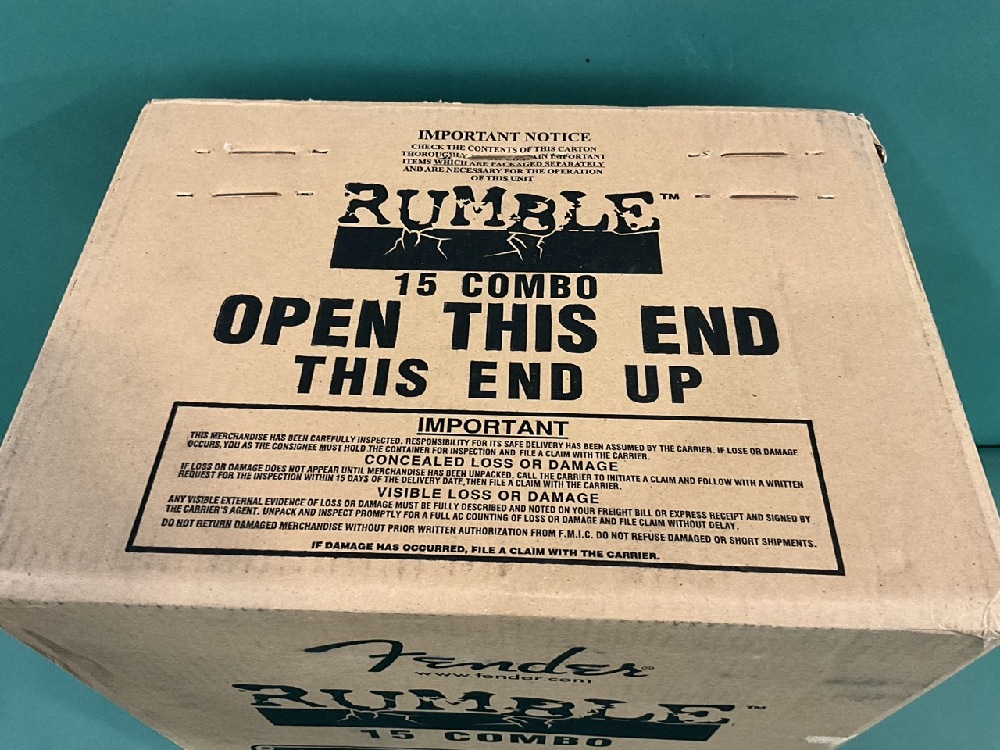 IMPORTANT NOTICE
CHECK THE CONTENTS OF THIS CARTON
THOROUGHLY AIN IMPORTANT
ITEMS WHICH ARE PACKAGED SEPARATELY
AND ARE NECESSARY FOR THE OPERATION
OF THIS UNIT
RUMBLE™
15 COMBO
OPEN THIS END
THIS END UP
IMPORTANT
THIS MERCHANDISE HAS BEEN CAREFULLY INSPECTED. RESPONSIBILITY FOR ITS SAFE DELIVERY HAS BEEN ASSUMED BY THE CARRIER. IF LOSE OR DAMAGE
OCCURS, YOU AS THE CONSIGNEE MUST HOLD THE CONTAINER FOR INSPECTION AND FILE A CLAIM WITH THE CARRIER.
CONCEALED LOSS OR DAMAGE
IF LOSS OR DAMAGE DOES NOT APPEAR UNTIL MERCHANDISE HAS BEEN UNPACKED, CALL THE CARRIER TO INITIATE A CLAIM AND FOLLOW WITH A WRITTEN
REQUEST FOR THE INSPECTION WITHIN 15 DAYS OF THE DELIVERY DATE, THEN FILE A CLAIM WITH THE CARRIER.
VISIBLE LOSS OR DAMAGE
ANY VISIBLE EXTERNAL EVIDENCE OF LOSS OR DAMAGE MUST BE FULLY DESCRIBED AND NOTED ON YOUR FREIGHT BILL OR EXPRESS RECEIPT AND SIGNED BY
THE CARRIER'S AGENT. UNPACK AND INSPECT PROMPTLY FOR A FULL AC COUNTING OF LOSS OR DAMAGE AND FILE CLAIM WITHOUT DELAY.
DO NOT RETURN DAMAGED MERCHANDISE WITHOUT PRIOR WRITTEN AUTHORIZATION FROM F.M.I.C. DO NOT REFUSE DAMAGED OR SHORT SHIPMENTS.
IF DAMAGE HAS OCCURRED, FILE A CLAIM WITH THE CARRIER.
Fender®
www.fender.com
RUMBLE™
15 COMBO